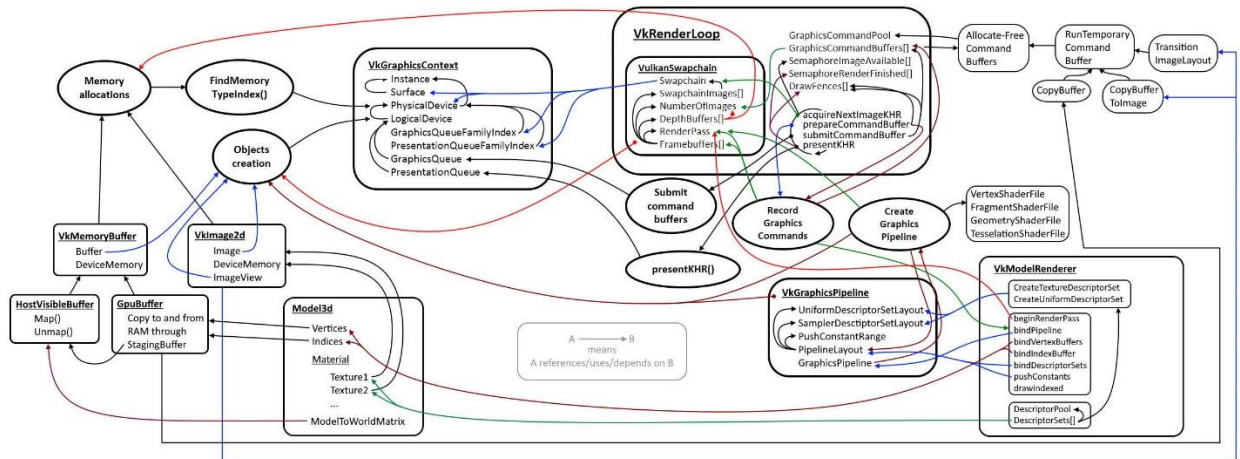 Memory
allocations
FindMemory
TypeIndex()
Objects
creation
VkGraphicsContext
Instance
Surface
PhysicalDevice
LogicalDevice
GraphicsQueueFamilyIndex
PresentationQueueFamilyIndex
GraphicsQueue
PresentationQueue
VkRenderLoop
VulkanSwapchain
Swapchain
SwapchainImages[]
NumberOfImages
DepthBuffers[]
RenderPass
Framebuffers[]
GraphicsCommandPool
GraphicsCommandBuffers[]
SemaphoreImageAvailable[]
SemaphoreRenderFinished[]
DrawFences[]
acquireNextImageKHR
prepareCommandBuffer
submitCommandBuffer
presentKHR
Allocate-Free
Command
Buffers
RunTemporary
Command
Buffer
Transition
ImageLayout
CopyBuffer
CopyBuffer
ToImage
Submit
command
buffers
Record
Graphics
Commands
Create
Graphics
Pipeline
VertexShaderFile
FragmentShaderFile
GeometryShaderFile
TesselationShaderFile
presentKHR()
VkMemoryBuffer
Buffer
DeviceMemory
VkImage2d
Image
DeviceMemory
ImageView
HostVisibleBuffer
Map()
Unmap()
GpuBuffer
Copy to and from
RAM through
StagingBuffer
Model3d
Vertices
Indices
Material
Texture1
Texture2
...
ModelToWorldMatrix
A B
means
A references/uses/depends on B
VkGraphicsPipeline
UniformDescriptorSetLayout
SamplerDesctiptorSetLayout
PushConstantRange
PipelineLayout
GraphicsPipeline
VkModelRenderer
CreateTextureDescriptorSet
CreateUniformDescriptorSet
beginRenderPass
bindPipeline
bindVertexBuffers
bindIndexBuffer
bindDescriptorSets
pushConstants
drawIndexed
DescriptorPool
DescriptorSets[]